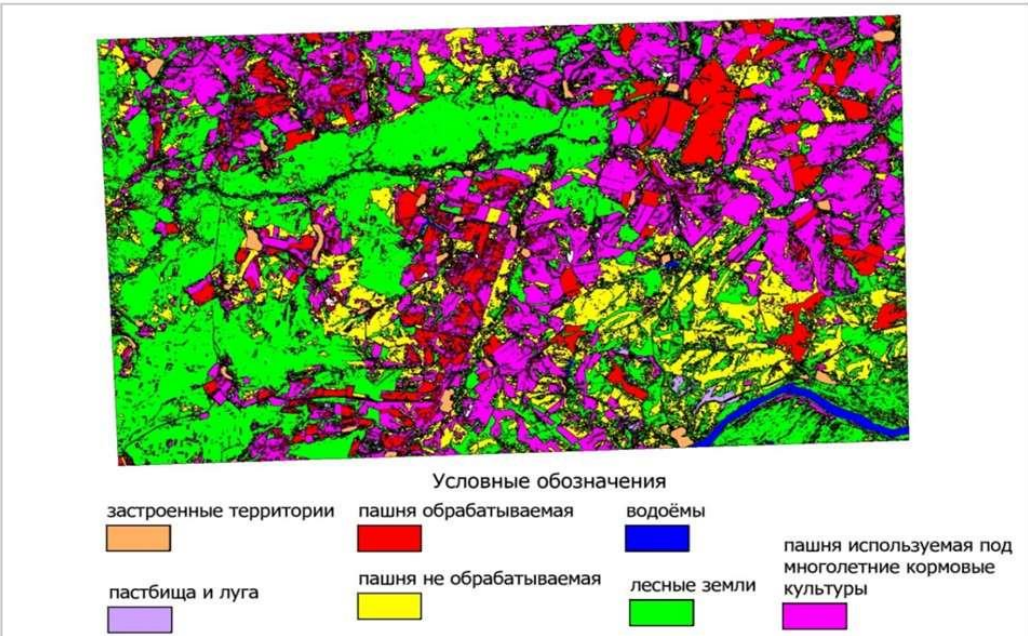 Условные обозначения
застроенные территории
пашня обрабатываемая
водоёмы
пашня используемая под
многолетние кормовые
культуры
пастбища и луга
пашня не обрабатываемая
лесные земли